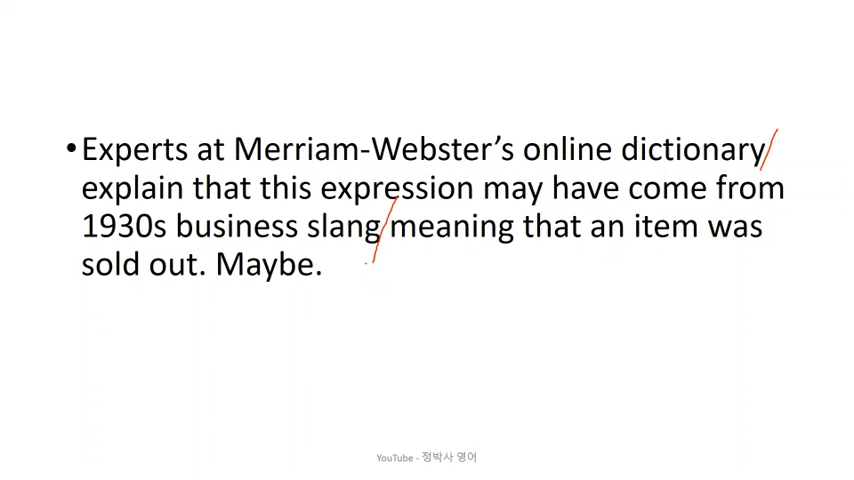 •Experts at Merriam-Webster’s online dictionary
explain that this expression may have come from
1930s business slang meaning that an item was
sold out. Maybe.
YouTube - 정박사 영어